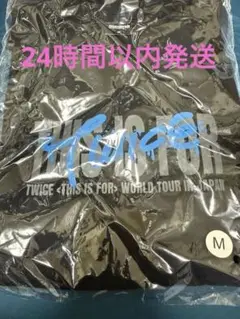 24時間以内発送
THIS IS FOR
Twice
TWICE <THIS IS FOR> WORLD TOUR IN JAPAN
M